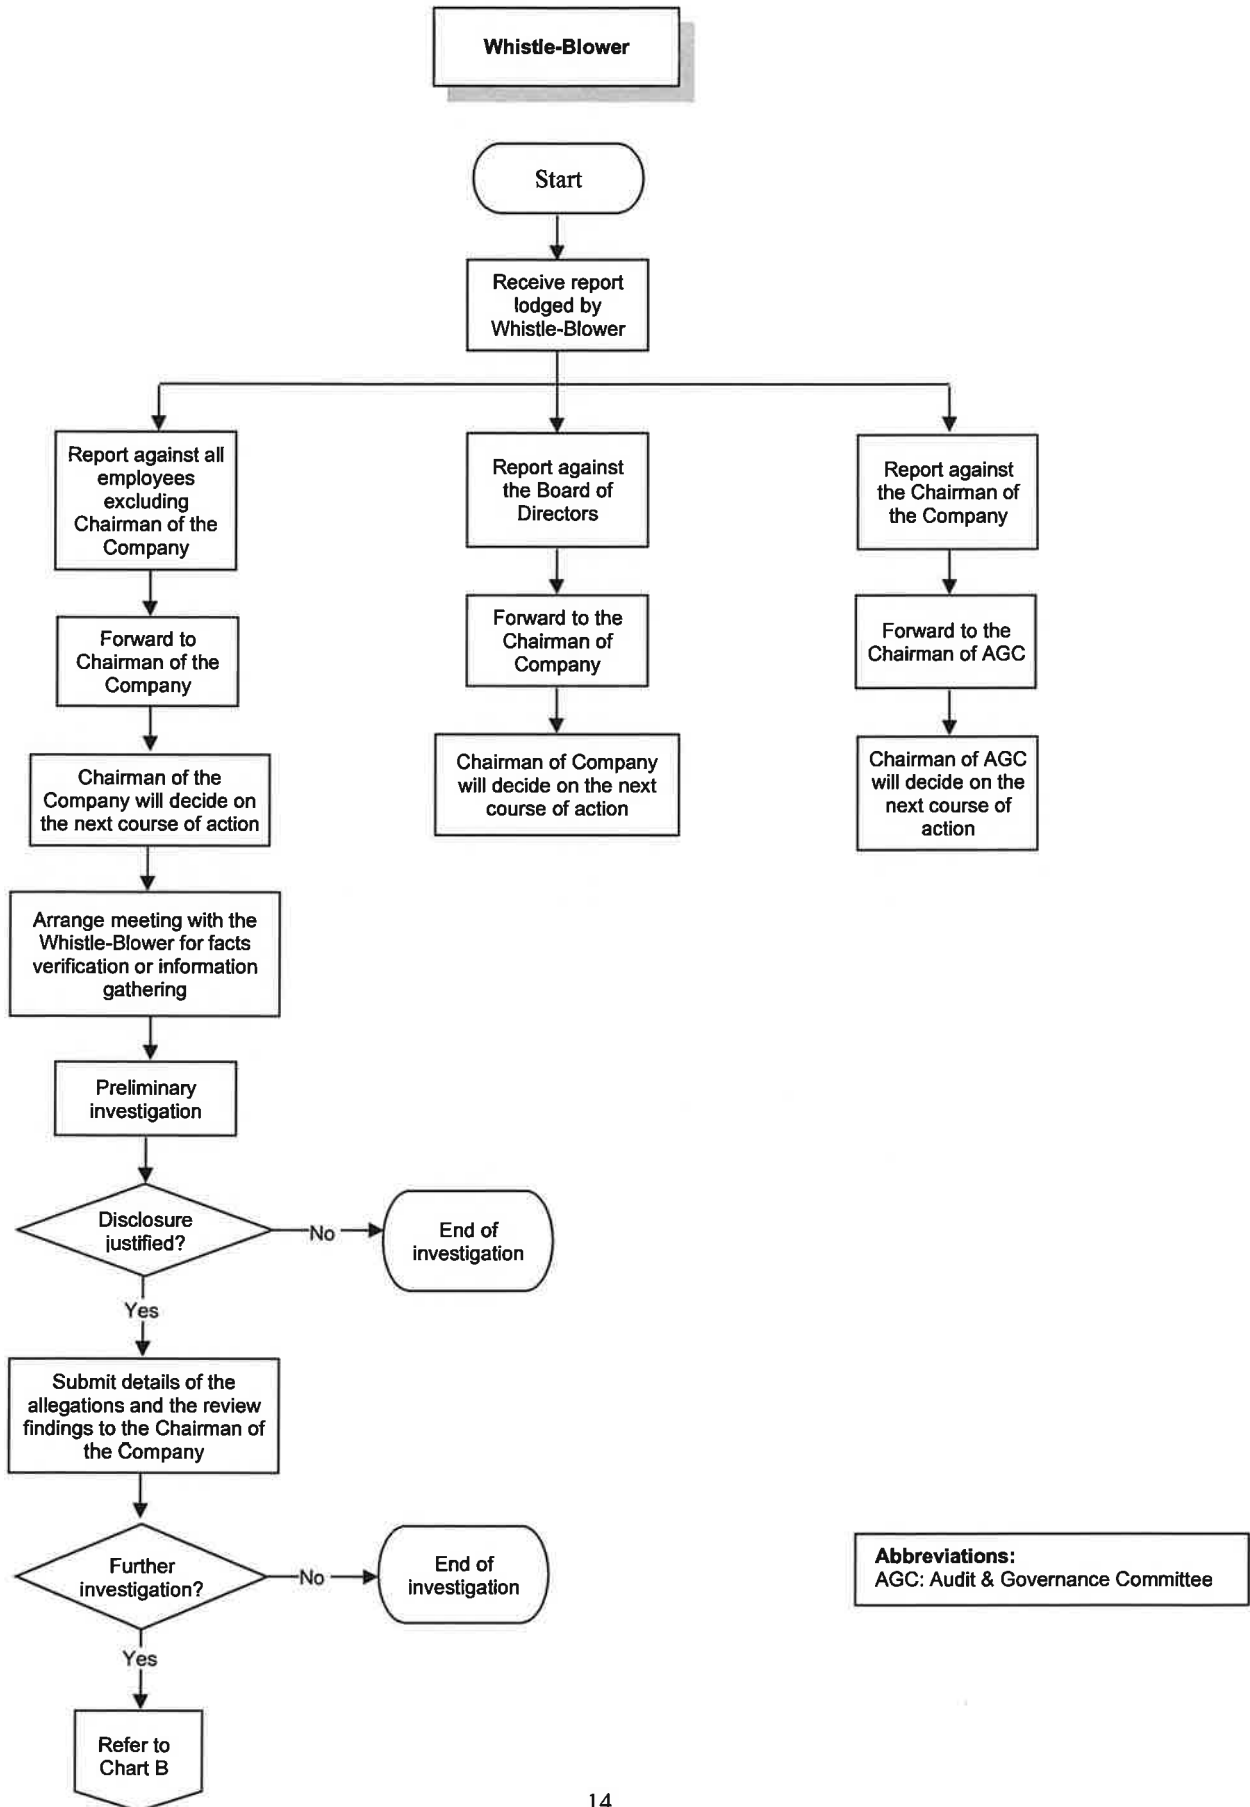 Whistle-Blower
Start
Receive report
lodged by
Whistle-Blower
Report against all
employees
excluding
Chairman of the
Company
Report against
the Board of
Directors
Report against
the Chairman of
the Company
Forward to
Chairman of the
Company
Forward to the
Chairman of
Company
Forward to the
Chairman of AGC
Chairman of the
Company will decide on
the next course of action
Chairman of Company
will decide on the next
course of action
Chairman of AGC
will decide on the
next course of
action
Arrange meeting with the
Whistle-Blower for facts
verification or information
gathering
Preliminary
investigation
Disclosure
justified?
No
End of
investigation
Yes
Submit details of the
allegations and the review
findings to the Chairman of
the Company
Further
investigation?
No
End of
investigation
Abbreviations:
AGC: Audit & Governance Committee
Yes
Refer to
Chart B
14